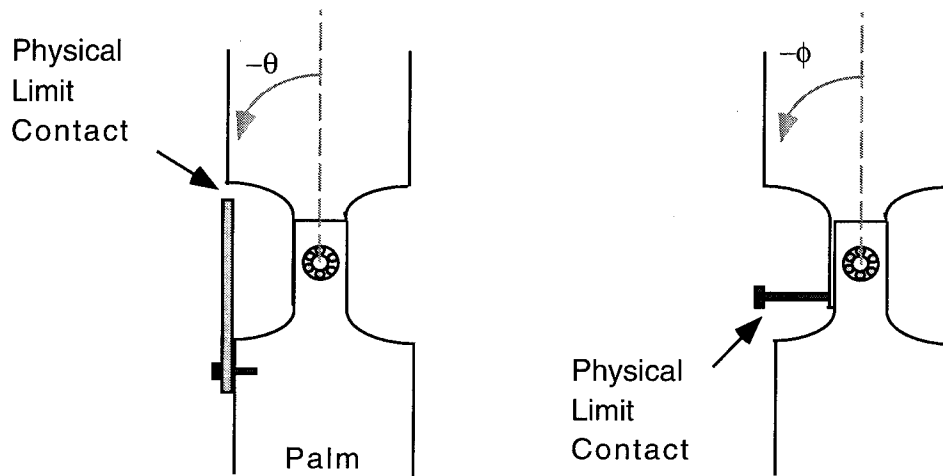 Physical
Limit
Contact
−θ
Palm
−ϕ
Physical
Limit
Contact